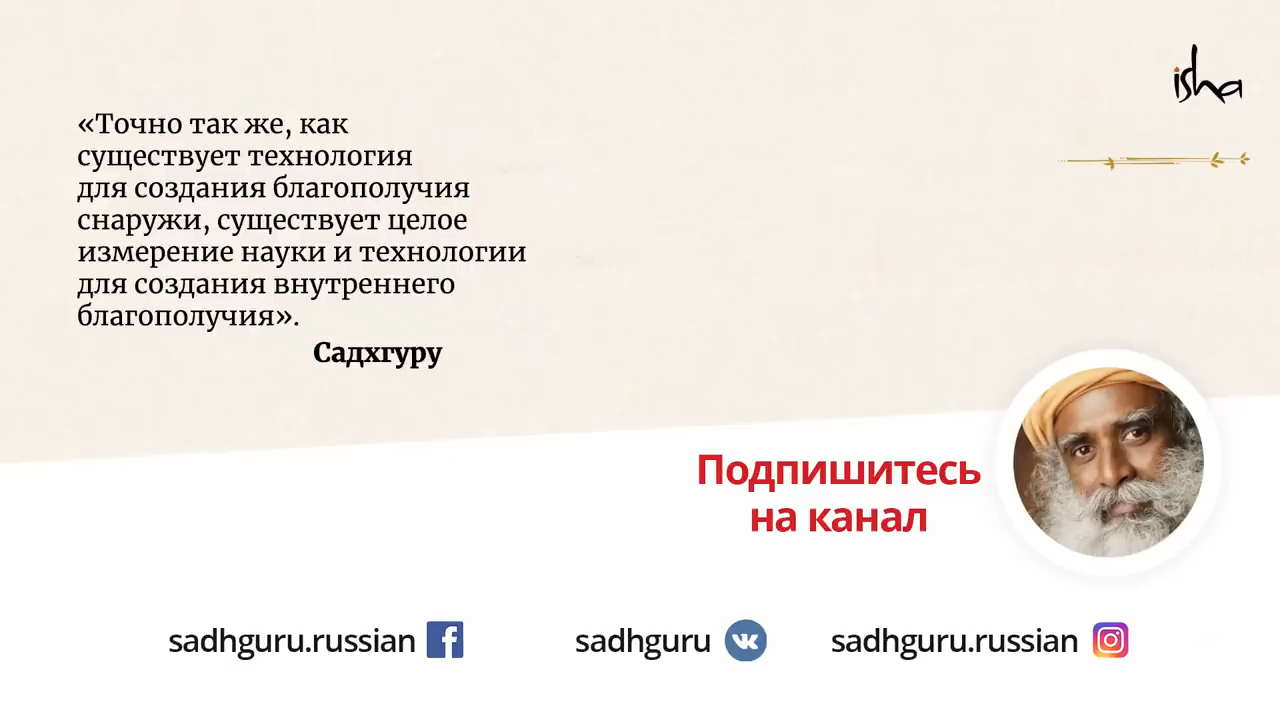 isha
«Точно так же, как
существует технология
для создания благополучия
снаружи, существует целое
измерение науки и технологии
для создания внутреннего
благополучия».
Садхгуру
Подпишитесь
на канал
sadhguru.russian
sadhguru
sadhguru.russian